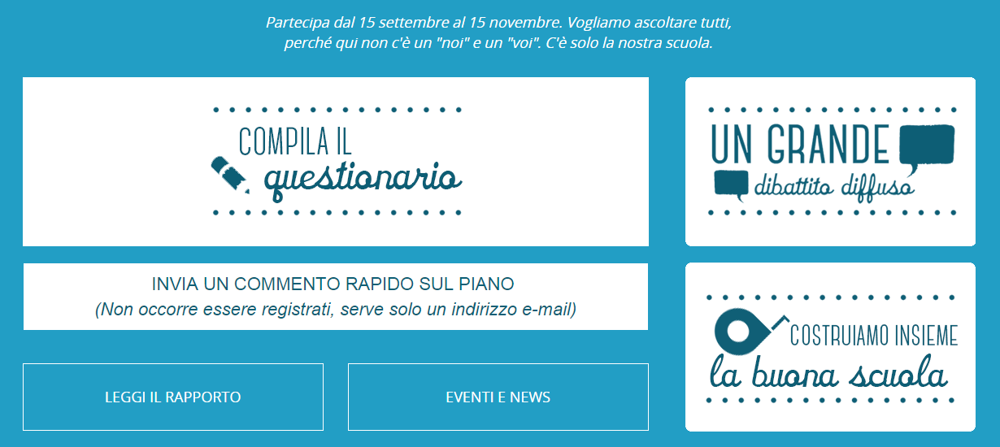 Partecipa dal 15 settembre al 15 novembre. Vogliamo ascoltare tutti,
perché qui non c'è un "noi" e un "voi". C'è solo la nostra scuola.
COMPILA IL
questionario
UN GRANDE
dibattito diffuso
INVIA UN COMMENTO RAPIDO SUL PIANO
(Non occorre essere registrati, serve solo un indirizzo e-mail)
COSTRUIAMO INSIEME
la buona scuola
LEGGI IL RAPPORTO
EVENTI E NEWS